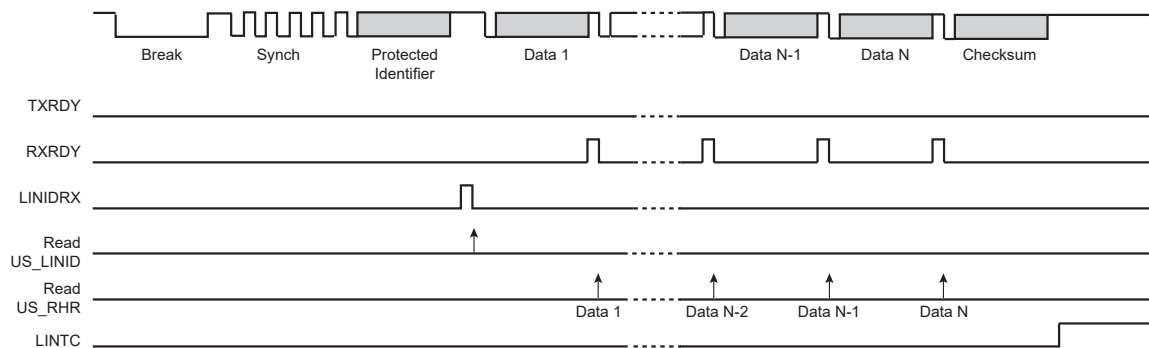 Break Synch Protected Data 1 Data N-1 Data N Checksum
Identifier
TXRDY
RXRDY
LINIDRX
Read
US_LINID
Read
US_RHR
Data 1 Data N-2 Data N-1 Data N
LINTC